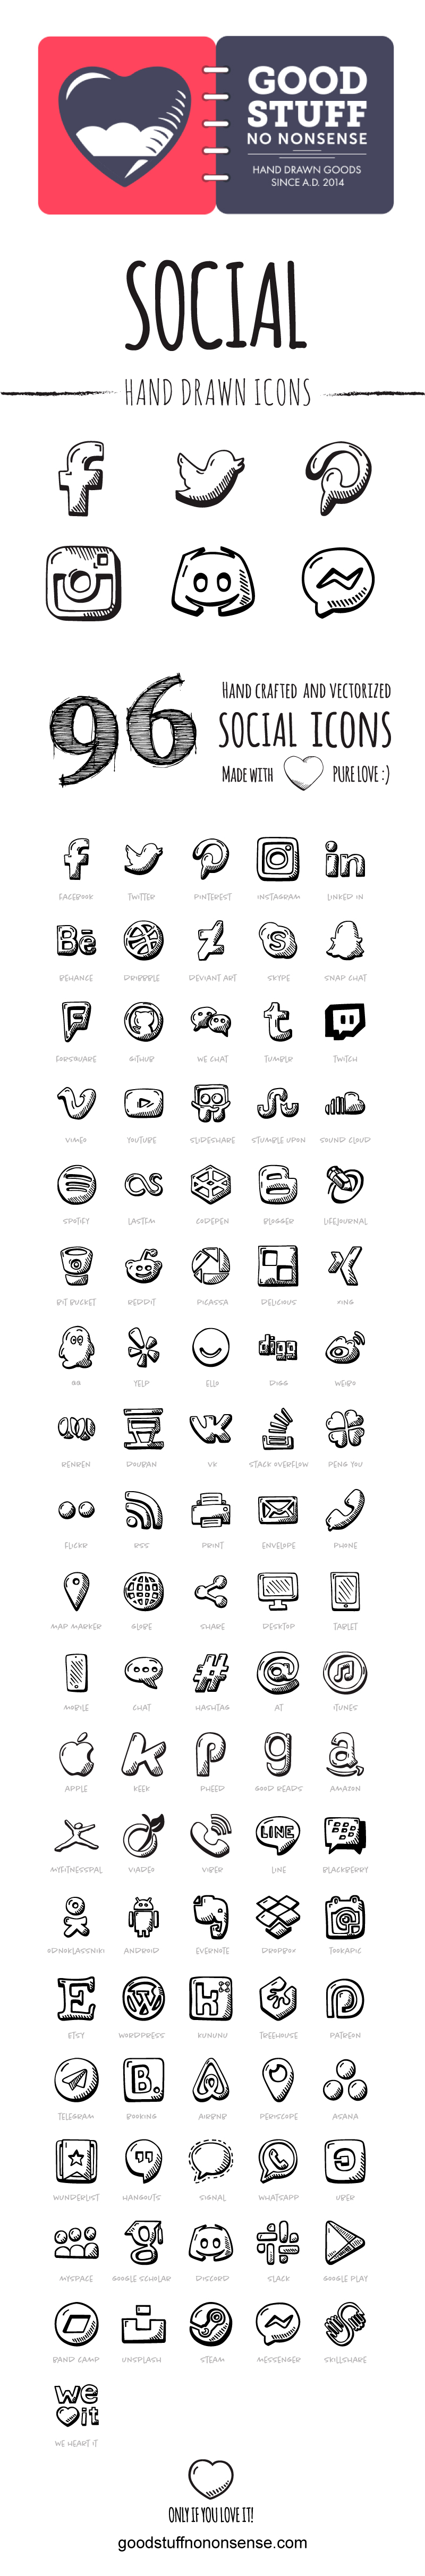 GOOD
STUFF
NO NONSENSE
HAND DRAWN GOODS
SINCE A.D. 2014
SOCIAL
HAND DRAWN ICONS
96
HAND CRAFTED AND VECTORIZED
SOCIAL ICONS
MADE WITH PURE LOVE :)
in
FACEBOOK TWITTER PINTEREST INSTAGRAM LINKED IN
Bē
BEHANCE DRIBBBLE DEVIANT ART SKYPE SNAP CHAT
FORSQUARE GITHUB WE CHAT TUMBLR TWITCH
VIMEO YOUTUBE SLIDESHARE STUMBLE UPON SOUND CLOUD
SPOTIFY LASTFM CODEPEN BLOGGER LIFEJOURNAL
BIT BUCKET REDDIT PICASSA DELICIOUS XING
digg
QQ YELP ELLO DIGG WEIBO
RENREN DOUBAN VK STACK OVERFLOW PENG YOU
FLICKR RSS PRINT ENVELOPE PHONE
MAP MARKER GLOBE SHARE DESKTOP TABLET
MOBILE CHAT HASHTAG AT ITUNES
APPLE KEEK PHEED GOOD READS AMAZON
LINE
MYFITNESSPAL VIADEO VIBER LINE BLACKBERRY
ODNOKLASSNIKI ANDROID EVERNOTE DROPBOX TOOKAPIC
ETSY WORDPRESS KUNUNU TREEHOUSE PATREON
B.
TELEGRAM BOOKING AIRBNB PERISCOPE ASANA
WUNDERLIST HANGOUTS SIGNAL WHATSAPP UBER
MYSPACE GOOGLE SCHOLAR DISCORD SLACK GOOGLE PLAY
BAND CAMP UNSPLASH STEAM MESSENGER SKILLSHARE
we
it
WE HEART IT
ONLY IF YOU LOVE IT!
goodstuffnononsense.com